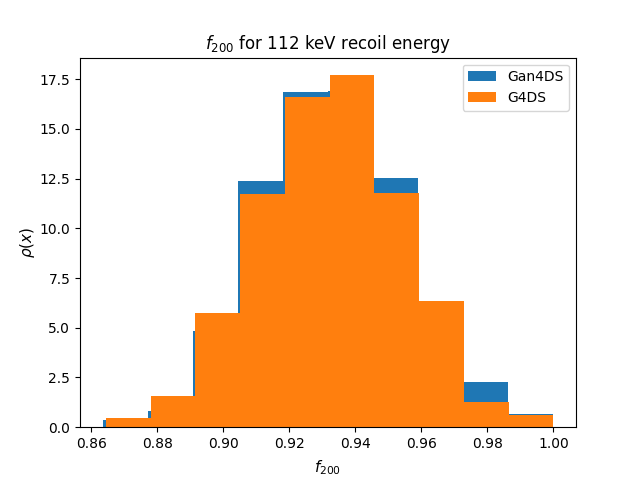 f₂₀₀ for 112 keV recoil energy
Gan4DS
G4DS
17.5
15.0
12.5
10.0
7.5
5.0
2.5
0.0
ρ(x)
0.86 0.88 0.90 0.92 0.94 0.96 0.98 1.00
f₂₀₀